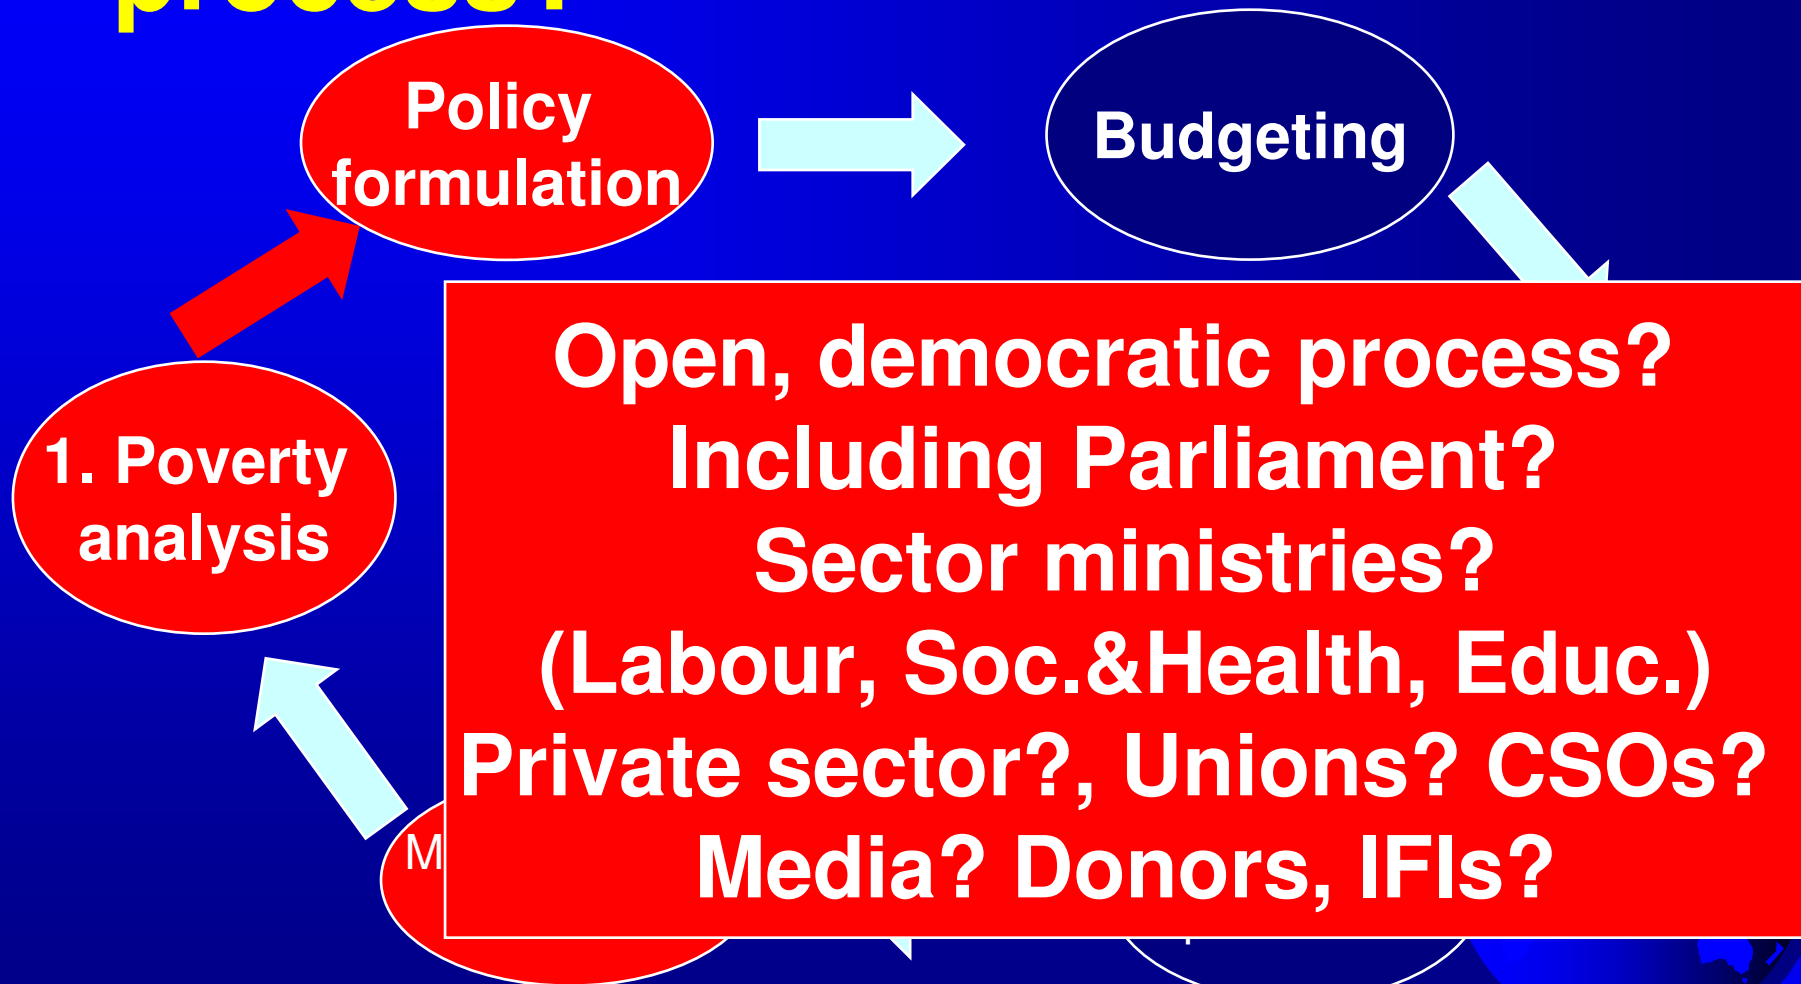 process?
Policy
formulation
Budgeting
1. Poverty
analysis
Open, democratic process?
Including Parliament?
Sector ministries?
(Labour, Soc.&Health, Educ.)
Private sector?, Unions? CSOs?
Media? Donors, IFIs?
M